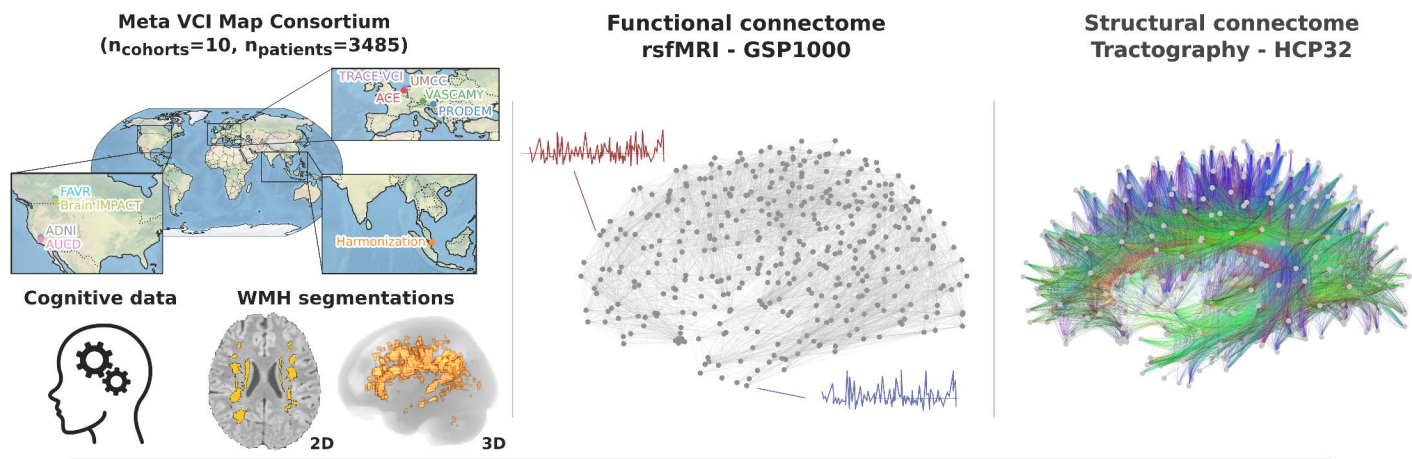 Meta VCI Map Consortium
(ncohorts=10, npatients=3485)
TRACE-VCI
UMCC
ACE
VASCAMY
PRODEM
FAVR
Brain IMPACT
ADNI
AUCD
Harmonization
Cognitive data
WMH segmentations
2D
3D
Functional connectome
rsfMRI - GSP1000
Structural connectome
Tractography - HCP32